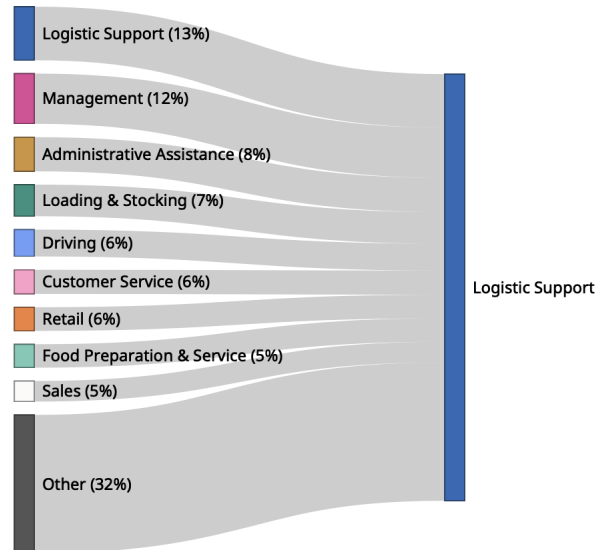 Logistic Support (13%)
Management (12%)
Administrative Assistance (8%)
Loading & Stocking (7%)
Driving (6%)
Customer Service (6%)
Logistic Support
Retail (6%)
Food Preparation & Service (5%)
Sales (5%)
Other (32%)